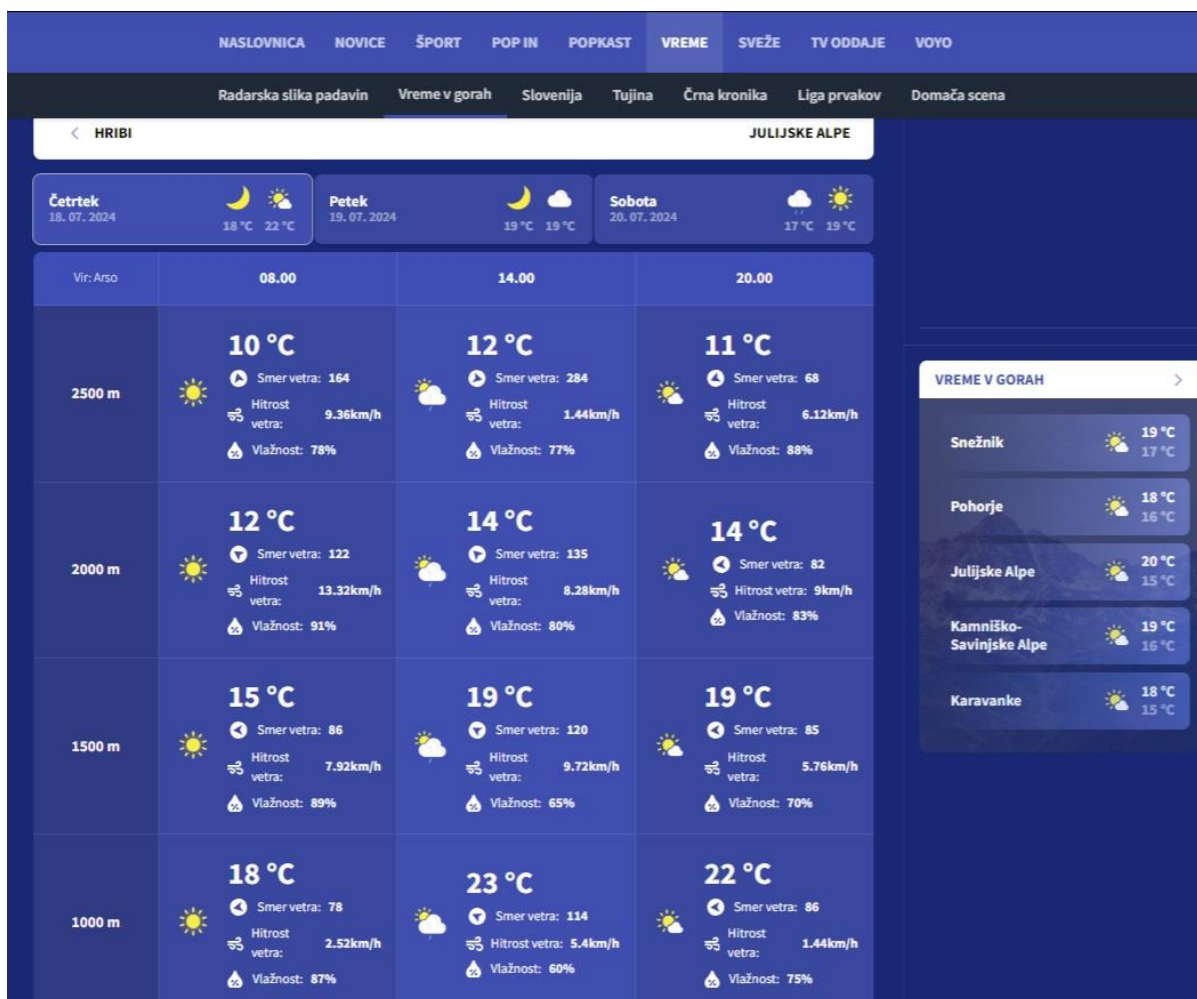 NASLOVNICA NOVICE ŠPORT POP IN POPKAST VREME SVEŽE TV ODDAJE VOYO
Radarska slika padavin Vreme v gorah Slovenija Tujina Črna kronika Liga prvakov Domača scena
< HRIBI JULIJSKE ALPE
Četrtek
18. 07. 2024
18 °C 22 °C
Petek
19. 07. 2024
19 °C 19 °C
Sobota
20. 07. 2024
17 °C 19 °C
Vir: Arso 08.00 14.00 20.00
2500 m
10 °C
Smer vetra: 164
Hitrost
vetra: 9.36km/h
Vlažnost: 78%
12 °C
Smer vetra: 284
Hitrost
vetra: 1.44km/h
Vlažnost: 77%
11 °C
Smer vetra: 68
Hitrost
vetra: 6.12km/h
Vlažnost: 88%
2000 m
12 °C
Smer vetra: 122
Hitrost
vetra: 13.32km/h
Vlažnost: 91%
14 °C
Smer vetra: 135
Hitrost
vetra: 8.28km/h
Vlažnost: 80%
14 °C
Smer vetra: 82
Hitrost vetra: 9km/h
Vlažnost: 83%
1500 m
15 °C
Smer vetra: 86
Hitrost
vetra: 7.92km/h
Vlažnost: 89%
19 °C
Smer vetra: 120
Hitrost
vetra: 9.72km/h
Vlažnost: 65%
19 °C
Smer vetra: 85
Hitrost
vetra: 5.76km/h
Vlažnost: 70%
1000 m
18 °C
Smer vetra: 78
Hitrost
vetra: 2.52km/h
Vlažnost: 87%
23 °C
Smer vetra: 114
Hitrost vetra: 5.4km/h
Vlažnost: 60%
22 °C
Smer vetra: 86
Hitrost
vetra: 1.44km/h
Vlažnost: 75%
VREME V GORAH >
Snežnik
19 °C
17 °C
Pohorje
18 °C
16 °C
Julijske Alpe
20 °C
15 °C
Kamniško-
Savinjske Alpe
19 °C
16 °C
Karavanke
18 °C
15 °C